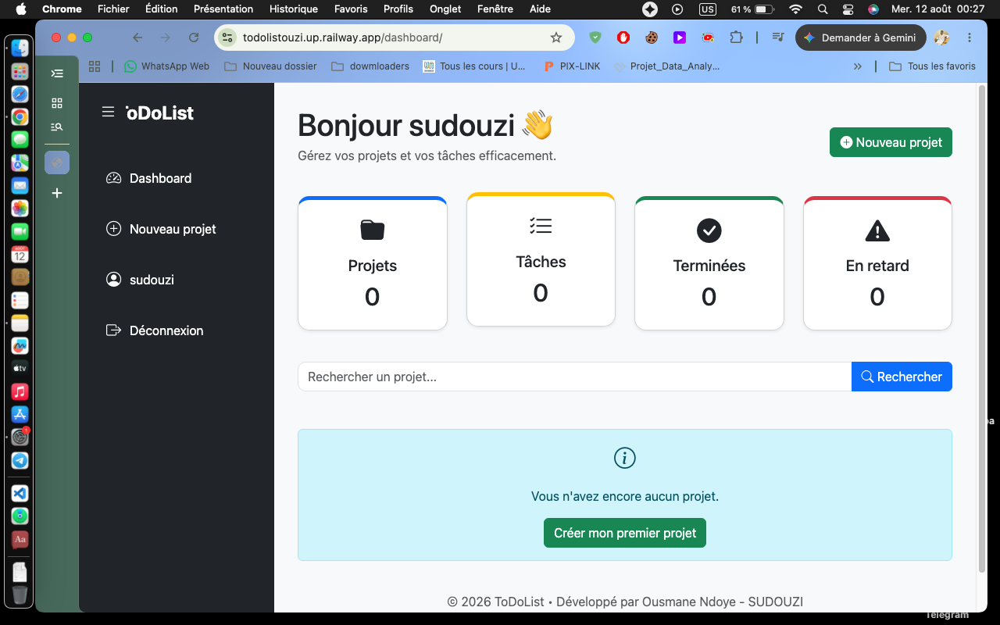 Chrome Fichier Édition Présentation Historique Favoris Profils Onglet Fenêtre Aide US 61 % Mer. 12 août 00:27
todolistouzi.up.railway.app/dashboard/ Demander à Gemini
WhatsApp Web Nouveau dossier dowmloaders Tous les cours | U... PIX-LINK Projet_Data_Analy... » Tous les favoris
oDoList
Dashboard
Nouveau projet
sudouzi
Déconnexion
Bonjour sudouzi 👋
Gérez vos projets et vos tâches efficacement.
Nouveau projet
Projets
0
Tâches
0
Terminées
0
En retard
0
Rechercher un projet...
Rechercher
Vous n'avez encore aucun projet.
Créer mon premier projet
© 2026 ToDoList • Développé par Ousmane Ndoye - SUDOUZI
12
tv
1
Aa
Telegram